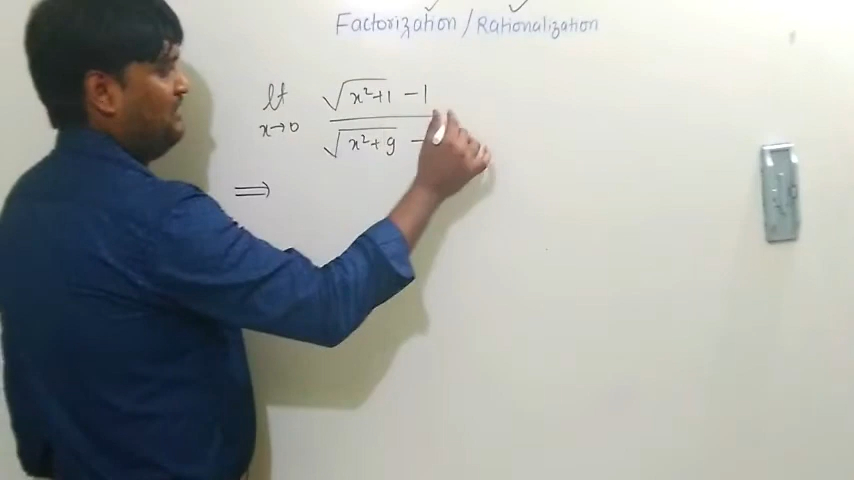 Factorization / Rationalization
lt x→0 √(x²+1) −1
√(x²+9) −
⇒